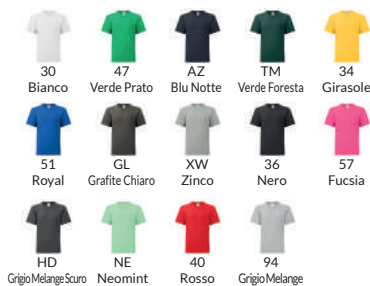 30 47 AZ TM 34
Bianco Verde Prato Blu Notte Verde Foresta Girasole
51 GL XW 36 57
Royal Grafite Chiaro Zinco Nero Fucsia
HD NE 40 94
Grigio Melange Scuro Neomint Rosso Grigio Melange